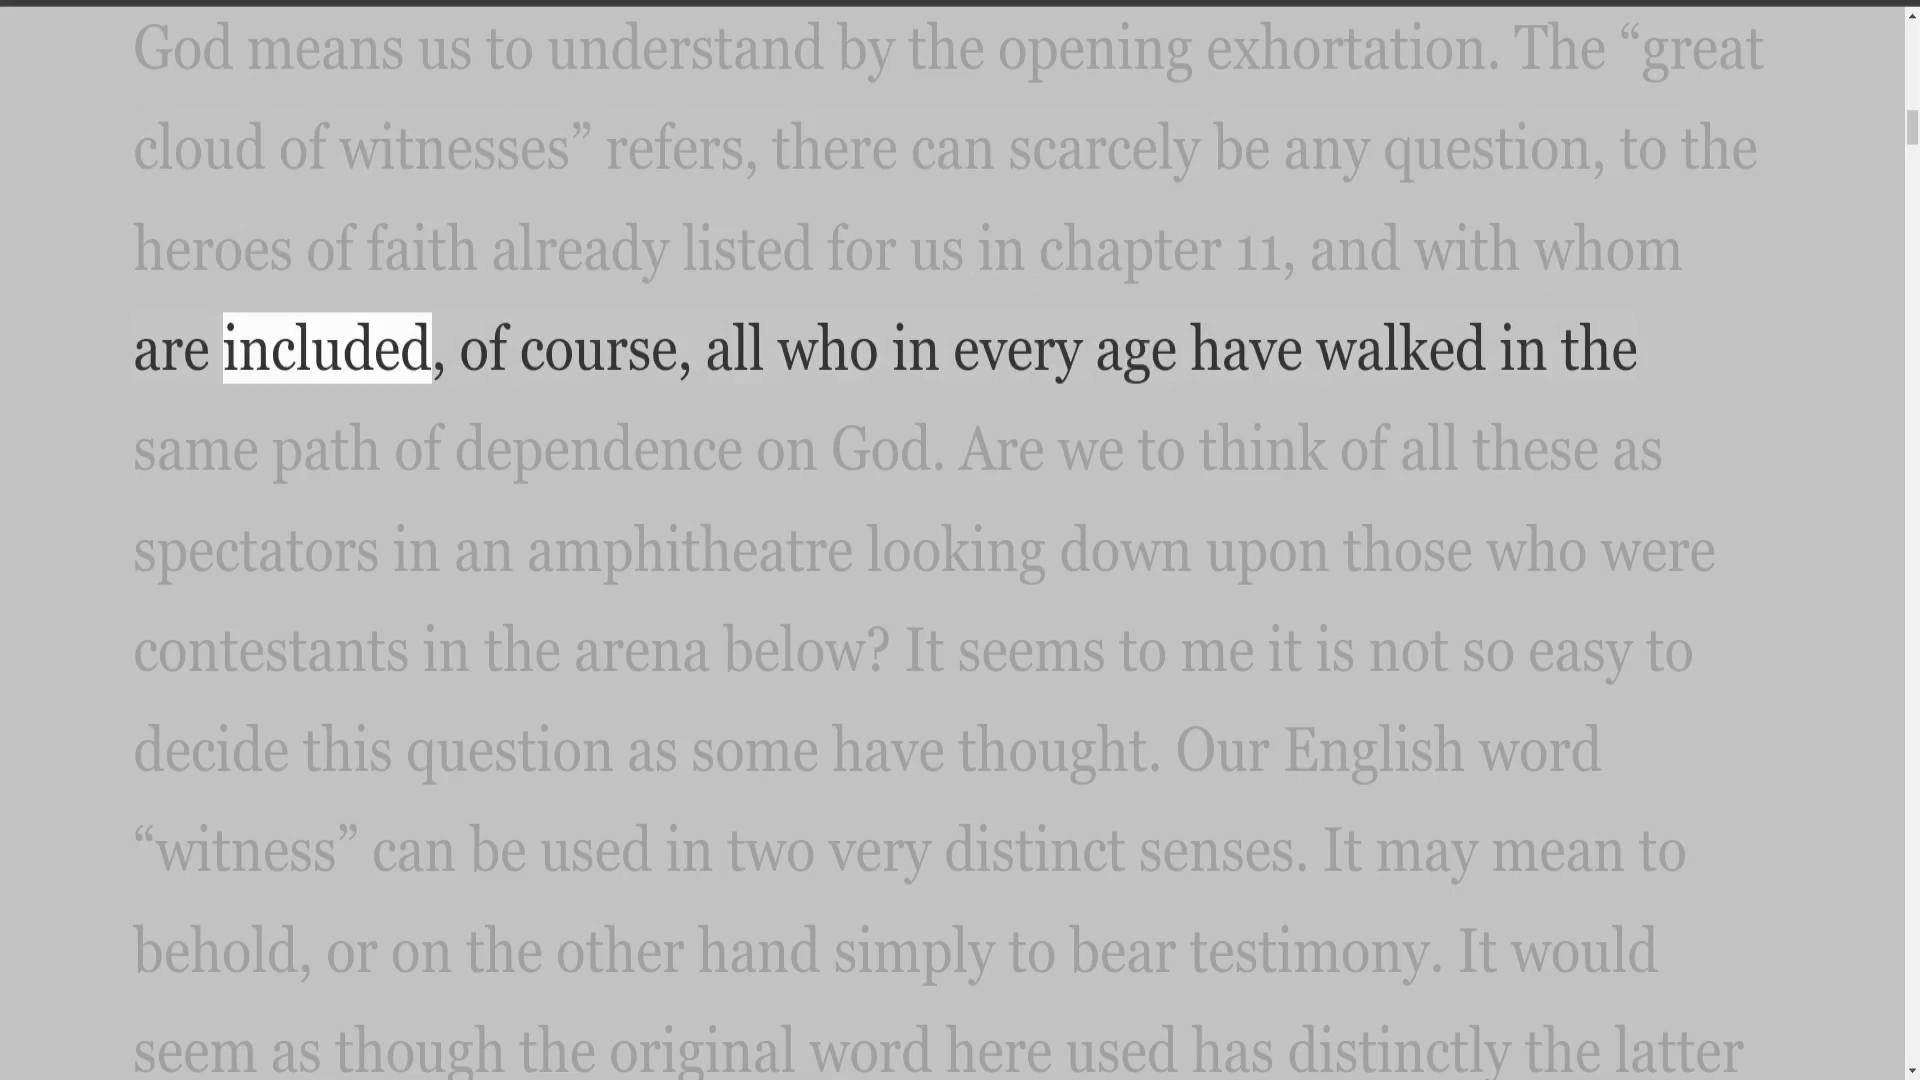 God means us to understand by the opening exhortation. The “great
cloud of witnesses” refers, there can scarcely be any question, to the
heroes of faith already listed for us in chapter 11, and with whom
are included, of course, all who in every age have walked in the
same path of dependence on God. Are we to think of all these as
spectators in an amphitheatre looking down upon those who were
contestants in the arena below? It seems to me it is not so easy to
decide this question as some have thought. Our English word
“witness” can be used in two very distinct senses. It may mean to
behold, or on the other hand simply to bear testimony. It would
seem as though the original word here used has distinctly the latter